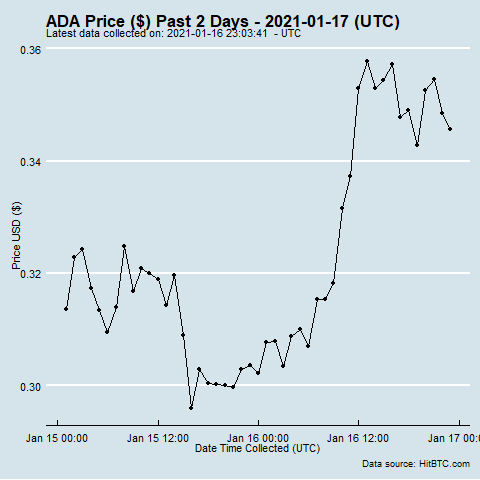 ADA Price ($) Past 2 Days - 2021-01-17 (UTC)
Latest data collected on: 2021-01-16 23:03:41  - UTC
0.36
0.34
0.32
0.30
Price USD ($)
Jan 15 00:00
Jan 15 12:00
Jan 16 00:00
Jan 16 12:00
Jan 17 00:00
Date Time Collected (UTC)
Data source: HitBTC.com